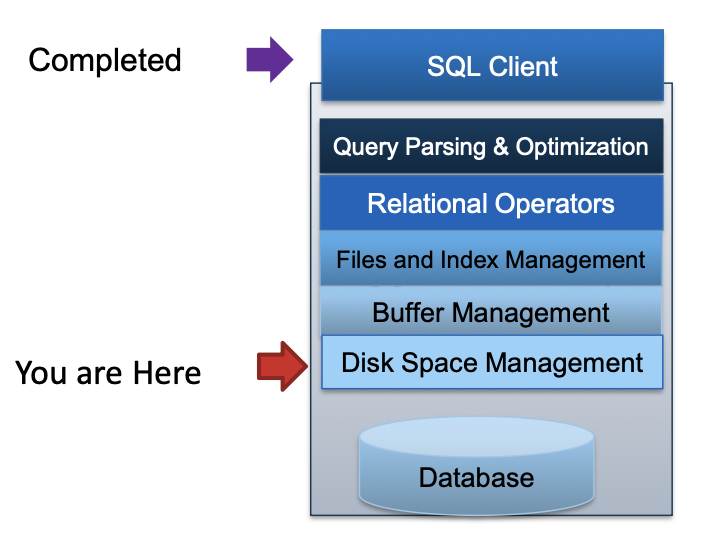 Completed
SQL Client
Query Parsing & Optimization
Relational Operators
Files and Index Management
Buffer Management
You are Here
Disk Space Management
Database